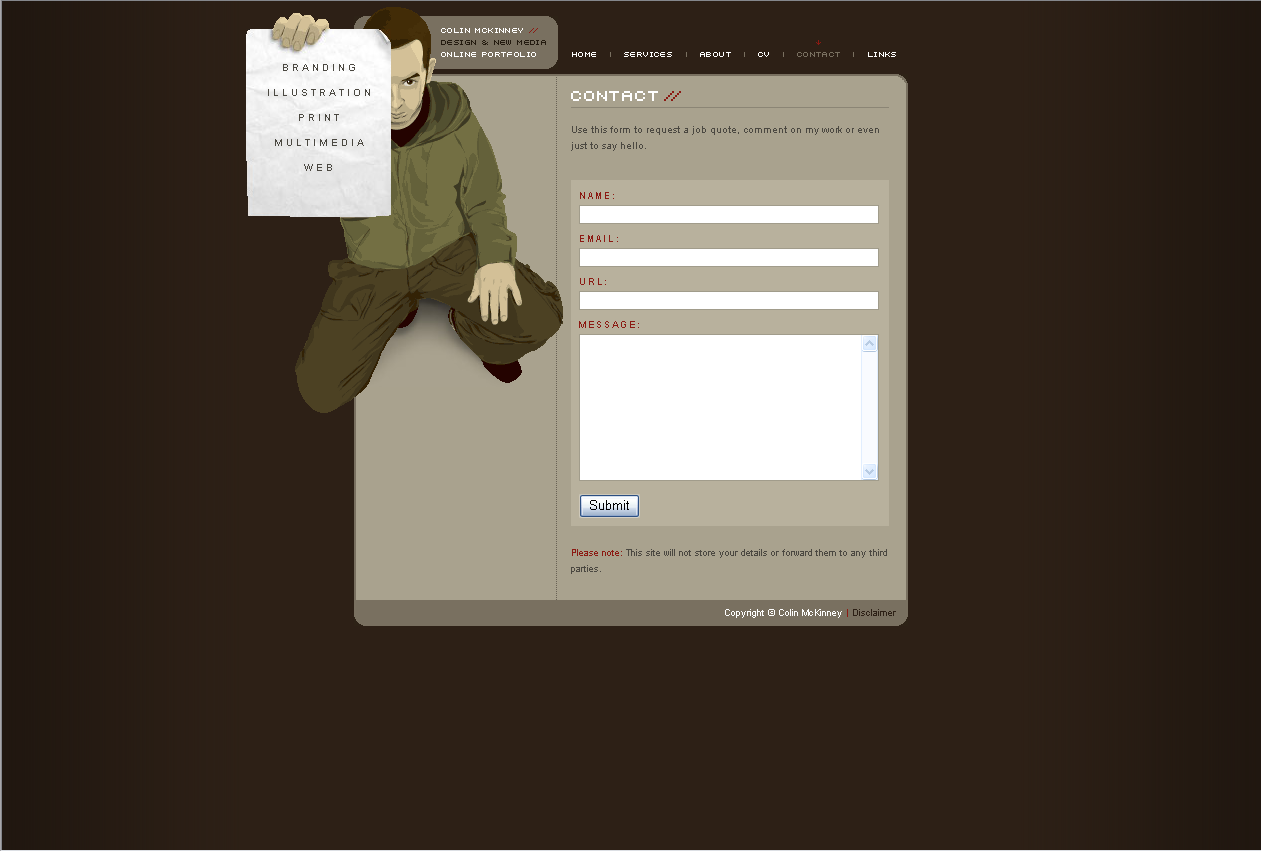 COLIN MCKINNEY //
DESIGN & NEW MEDIA
ONLINE PORTFOLIO
HOME | SERVICES | ABOUT | CV | CONTACT | LINKS
BRANDING
ILLUSTRATION
PRINT
MULTIMEDIA
WEB
CONTACT //
Use this form to request a job quote, comment on my work or even
just to say hello.
NAME:
EMAIL:
URL:
MESSAGE:
Submit
Please note: This site will not store your details or forward them to any third
parties.
Copyright © Colin McKinney | Disclaimer